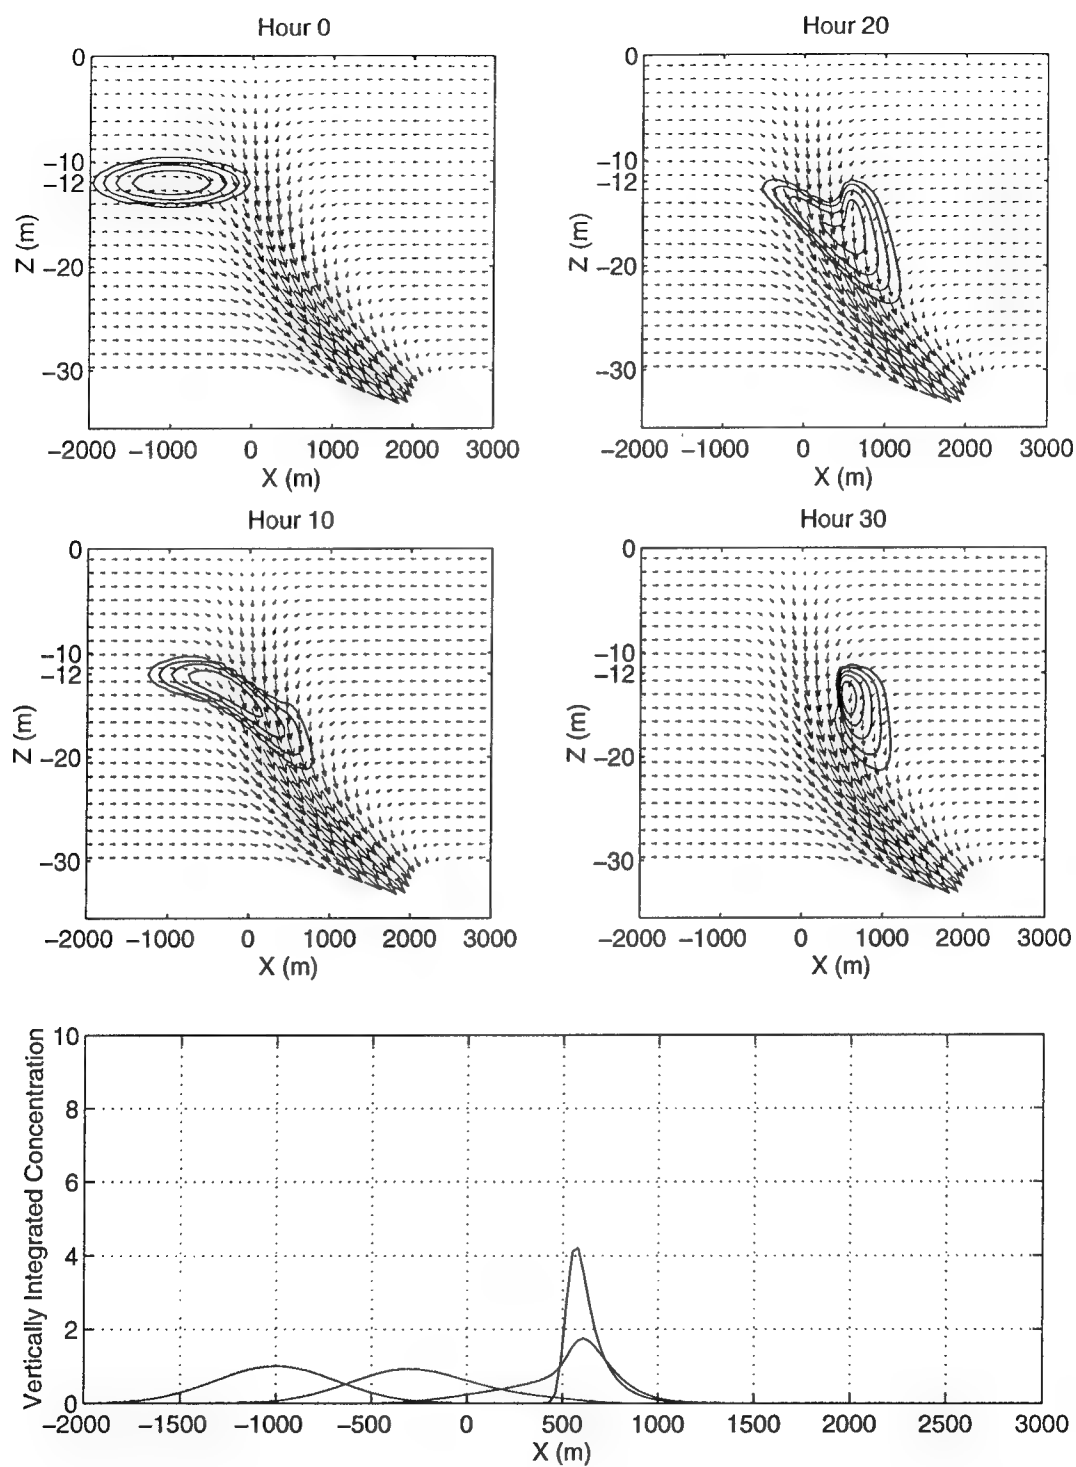 Hour 0
0
−10
−12
−20
−30
Z (m)
−2000 −1000 0 1000 2000 3000
X (m)
Hour 20
0
−10
−12
−20
−30
Z (m)
−2000 −1000 0 1000 2000 3000
X (m)
Hour 10
0
−10
−12
−20
−30
Z (m)
−2000 −1000 0 1000 2000 3000
X (m)
Hour 30
0
−10
−12
−20
−30
Z (m)
−2000 −1000 0 1000 2000 3000
X (m)
Vertically Integrated Concentration
10
8
6
4
2
0
−2000 −1500 −1000 −500 0 500 1000 1500 2000 2500 3000
X (m)